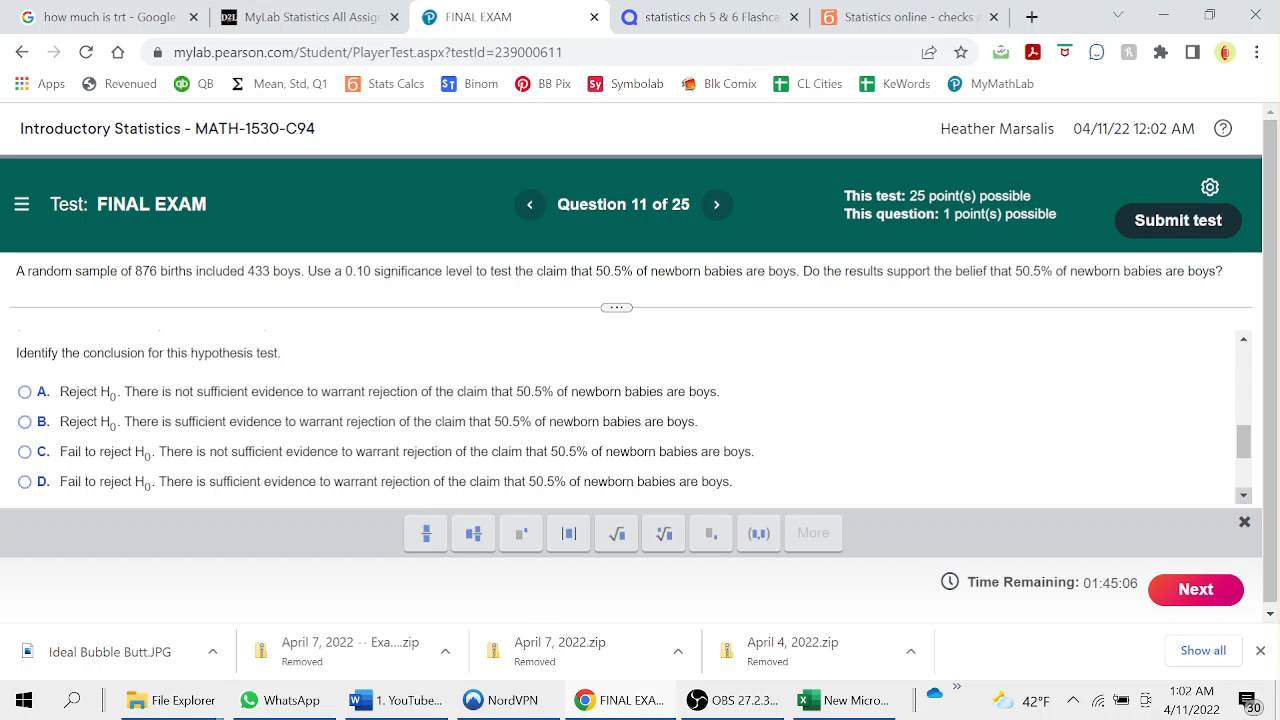 how much is t11 - Google
MyLab Statistics All Assig
FINAL EXAM
statistics ch 5 & 6 Flashca
Statistics online - checks
mylab.pearson.com/Student/PlayerTest.aspx?testId=239000611
Apps Revenued QB Mean, Std, Q1 Stats Calcs Binom BB Pix Symbolab Blk Comix CL Cities KeWords MyMathLab
Introductory Statistics - MATH-1530-C94
Heather Marsalis 04/11/22 12:02 AM
Test: FINAL EXAM
Question 11 of 25
This test: 25 point(s) possible
This question: 1 point(s) possible
Submit test
A random sample of 876 births included 433 boys. Use a 0.10 significance level to test the claim that 50.5% of newborn babies are boys. Do the results support the belief that 50.5% of newborn babies are boys?
Identify the conclusion for this hypothesis test.
A. Reject H0. There is not sufficient evidence to warrant rejection of the claim that 50.5% of newborn babies are boys.
B. Reject H0. There is sufficient evidence to warrant rejection of the claim that 50.5% of newborn babies are boys.
C. Fail to reject H0. There is not sufficient evidence to warrant rejection of the claim that 50.5% of newborn babies are boys.
D. Fail to reject H0. There is sufficient evidence to warrant rejection of the claim that 50.5% of newborn babies are boys.
More
Time Remaining: 01:45:06
Next
Ideal Bubble Butt.JPG
April 7, 2022 -- Exa....zip
Removed
April 7, 2022.zip
Removed
April 4, 2022.zip
Removed
Show all
File Explorer WhatsApp 1. YouTube... NordVPN FINAL EXA... OBS 27.2.3... New Micro... 42°F
1:02 AM
4/11/2022
30